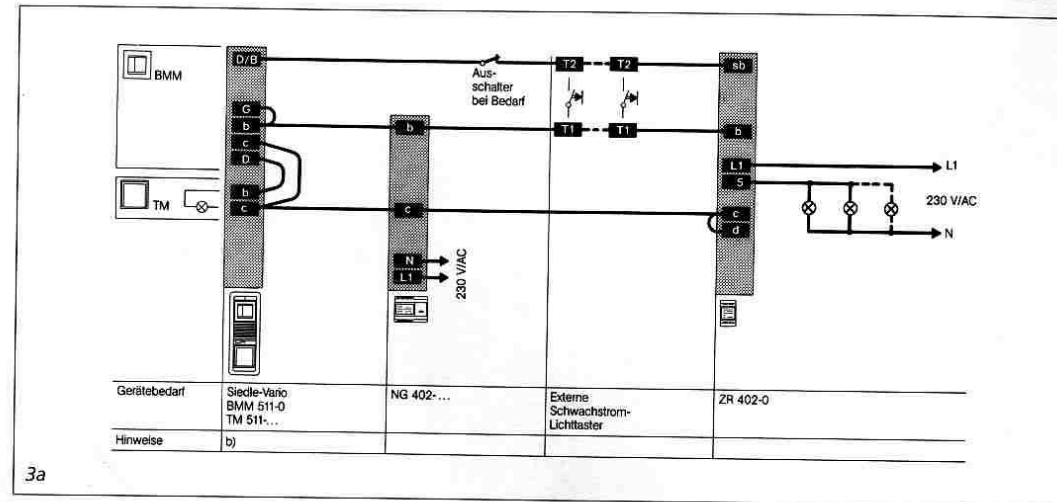 BMM
D/B
Aus-
schalter
bei Bedarf
T2
T2
sb
G
b
c
D
b
T1
T1
b
L1
L1
S
TM
b
c
c
c
d
230 V/AC
N
N
L1
230 V/AC
Gerätebedarf
Siedle-Vario
BMM 511-0
TM 511-...
NG 402-...
Externe
Schwachstrom-
Lichttaster
ZR 402-0
Hinweise
b)
3a